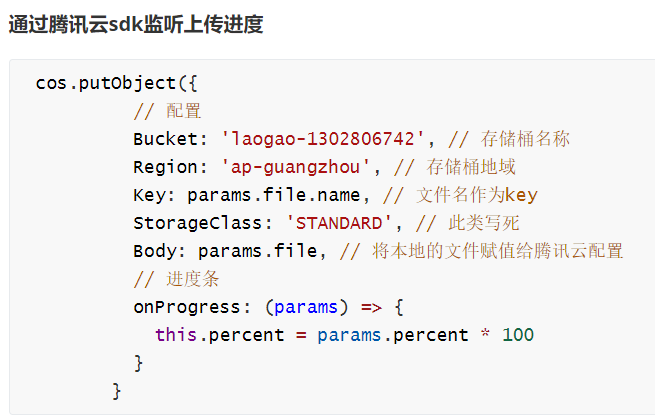 通过腾讯云sdk监听上传进度
cos.putObject({
// 配置
Bucket: 'laogao-1302806742', // 存储桶名称
Region: 'ap-guangzhou', // 存储桶地域
Key: params.file.name, // 文件名作为key
StorageClass: 'STANDARD', // 此类写死
Body: params.file, // 将本地的文件赋值给腾讯云配置
// 进度条
onProgress: (params) => {
this.percent = params.percent * 100
}
}